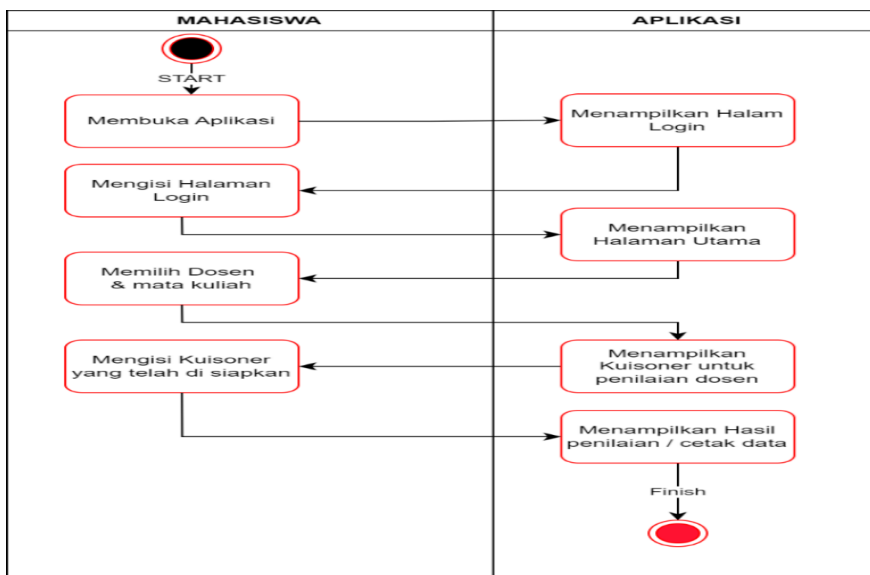 MAHASISWA
APLIKASI
START
Membuka Aplikasi
Menampilkan Halam
Login
Mengisi Halaman
Login
Menampilkan
Halaman Utama
Memilih Dosen
& mata kuliah
Menampilkan
Kuisoner untuk
penilaian dosen
Mengisi Kuisoner
yang telah di siapkan
Menampilkan Hasil
penilaian / cetak data
Finish